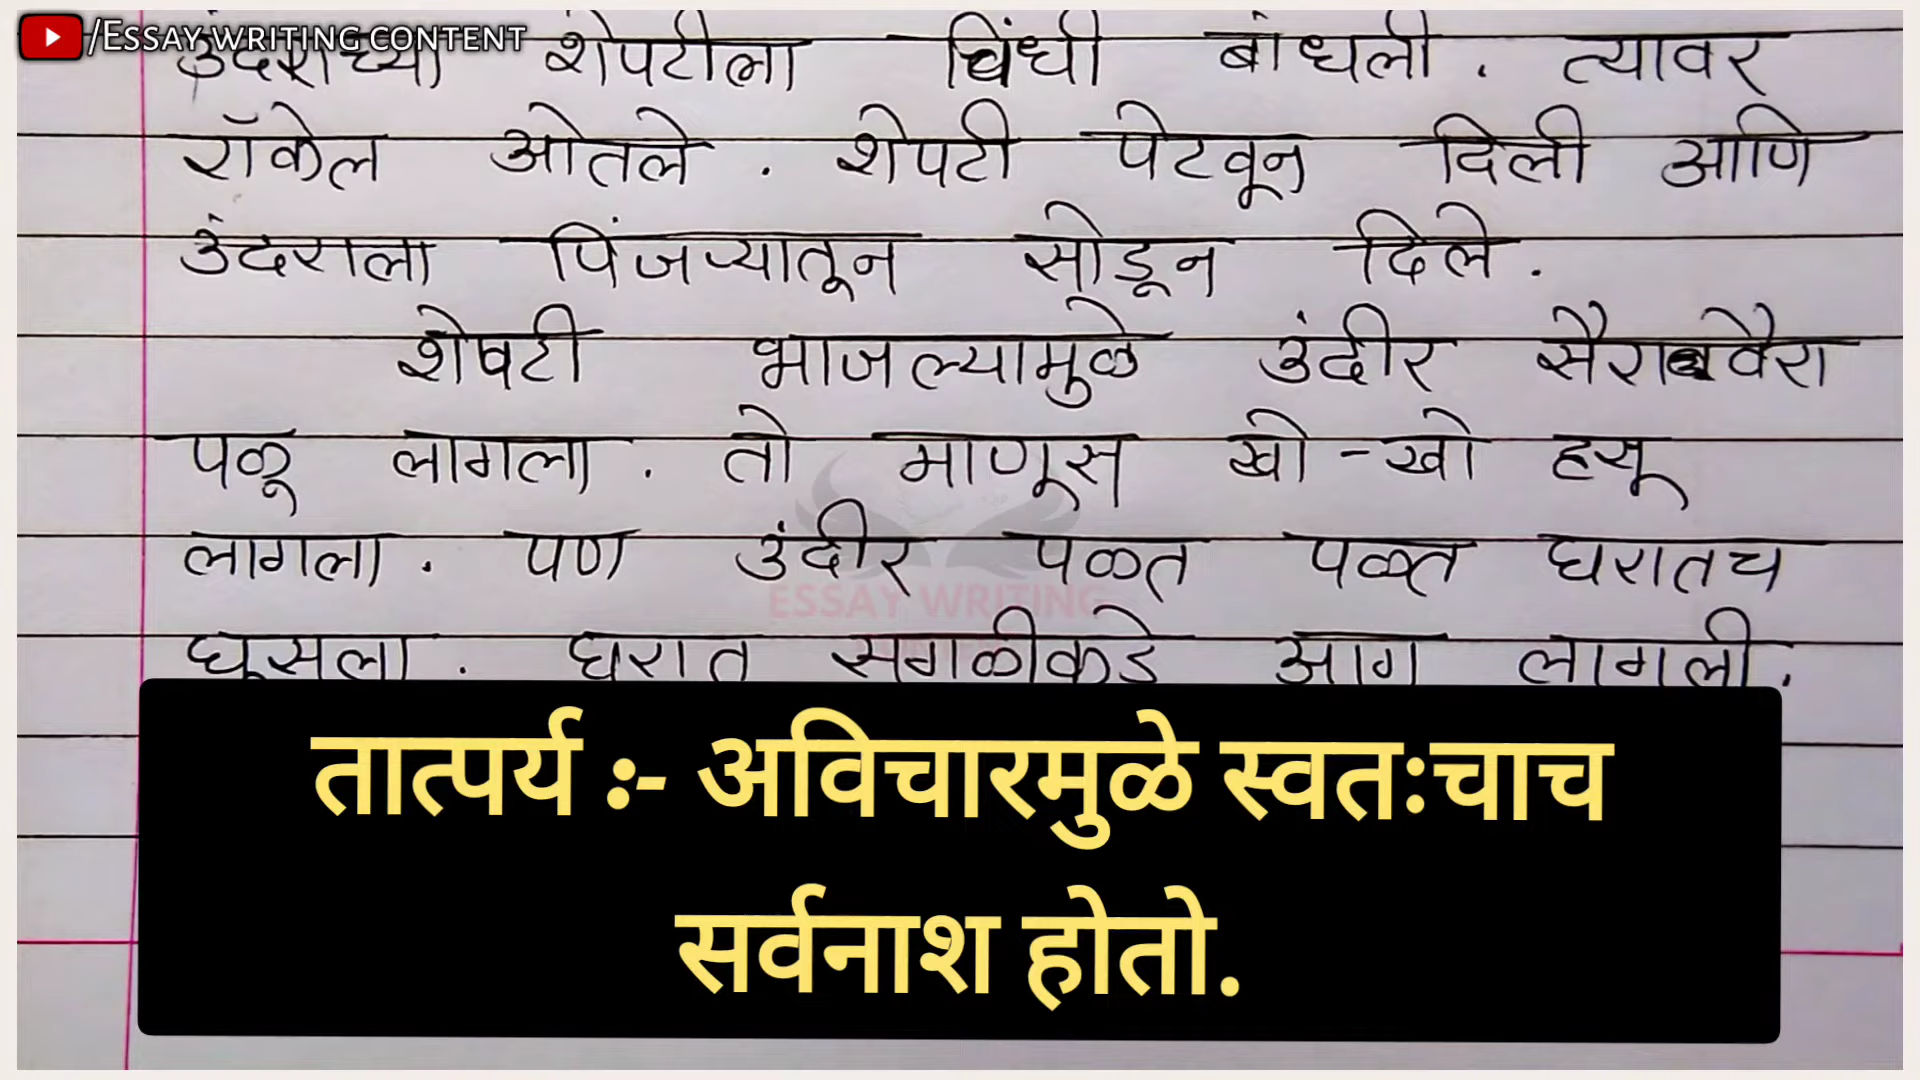 /Essay writing content
उंदराच्या शेपटीला चिंधी बांधली. त्यावर
रॉकेल ओतले. शेपटी पेटवून दिली आणि
उंदराला पिंजऱ्यातून सोडून दिले.
शेपटी भाजल्यामुळे उंदीर सैरावैरा
पळू लागला. तो माणूस खो-खो हसू
लागला. पण उंदीर पळत पळत घरातच
ESSAY WRITING
घूसला. घरात सगळीकडे आग लागली.
तात्पर्य :- अविचारमुळे स्वतःचाच
सर्वनाश होतो.